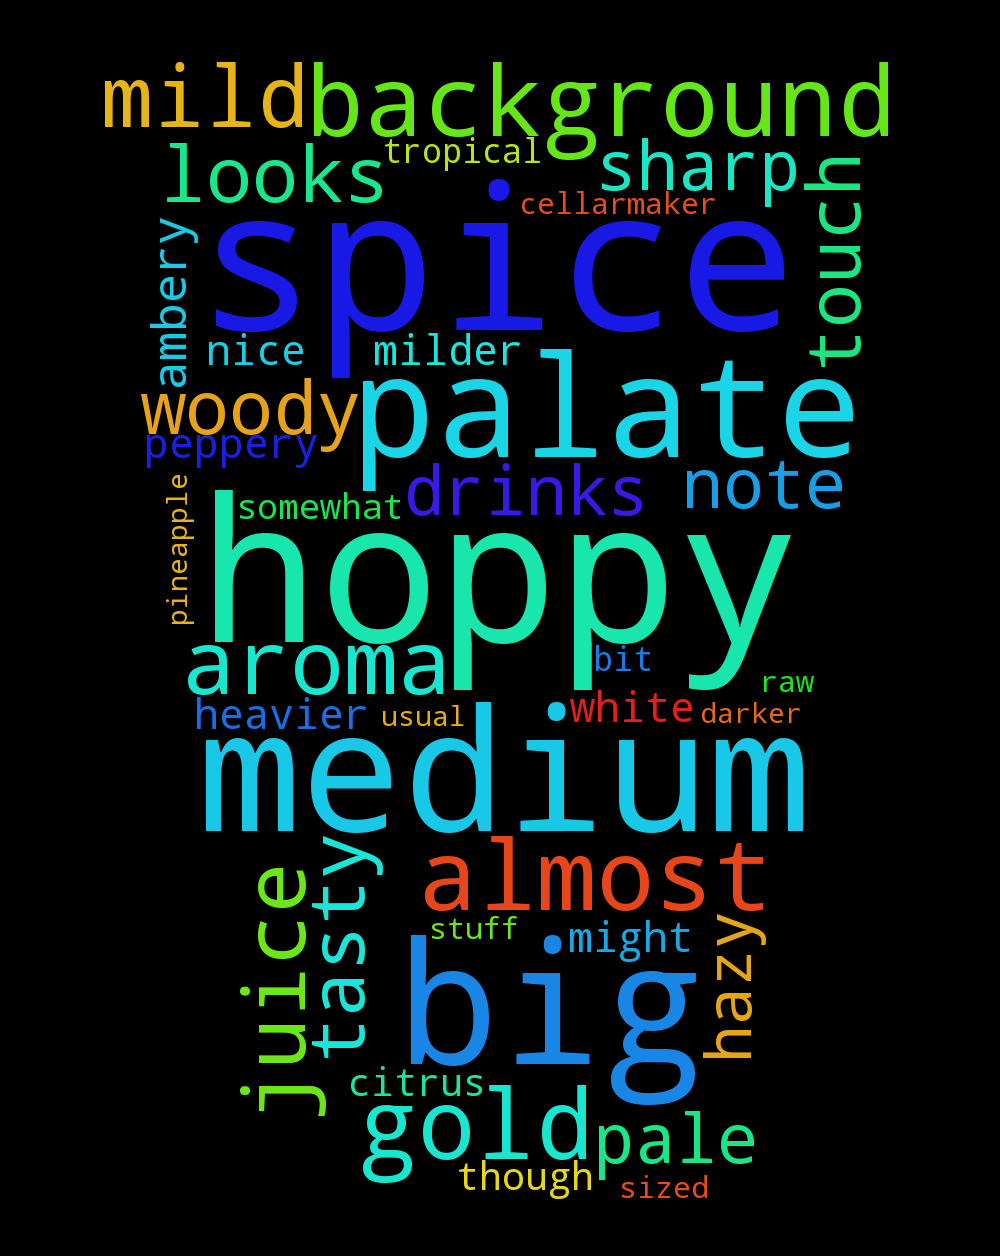 mild background
tropical
looks
sharp
cellarmaker
touch
ambery
spice
nice
milder
palate
woody
peppery
drinks
note
pineapple
somewhat
hoppy
aroma
bit
raw
heavier
usual
white
darker
medium
juice
tasty
almost
stuff
might
hazy
big
citrus
gold
pale
though
sized